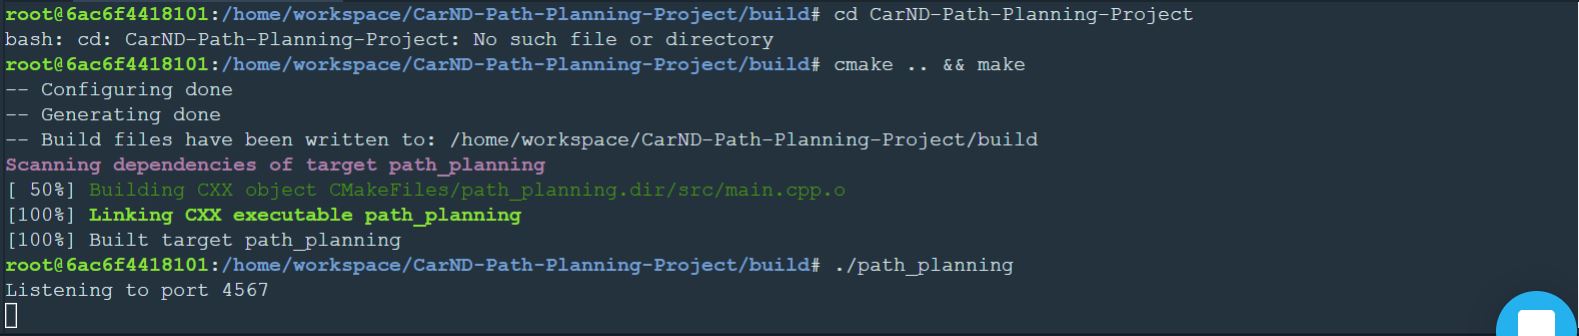 root@6ac6f4418101:/home/workspace/CarND-Path-Planning-Project/build# cd CarND-Path-Planning-Project
bash: cd: CarND-Path-Planning-Project: No such file or directory
root@6ac6f4418101:/home/workspace/CarND-Path-Planning-Project/build# cmake .. && make
-- Configuring done
-- Generating done
-- Build files have been written to: /home/workspace/CarND-Path-Planning-Project/build
Scanning dependencies of target path_planning
[ 50%] Building CXX object CMakeFiles/path_planning.dir/src/main.cpp.o
[100%] Linking CXX executable path_planning
[100%] Built target path_planning
root@6ac6f4418101:/home/workspace/CarND-Path-Planning-Project/build# ./path_planning
Listening to port 4567